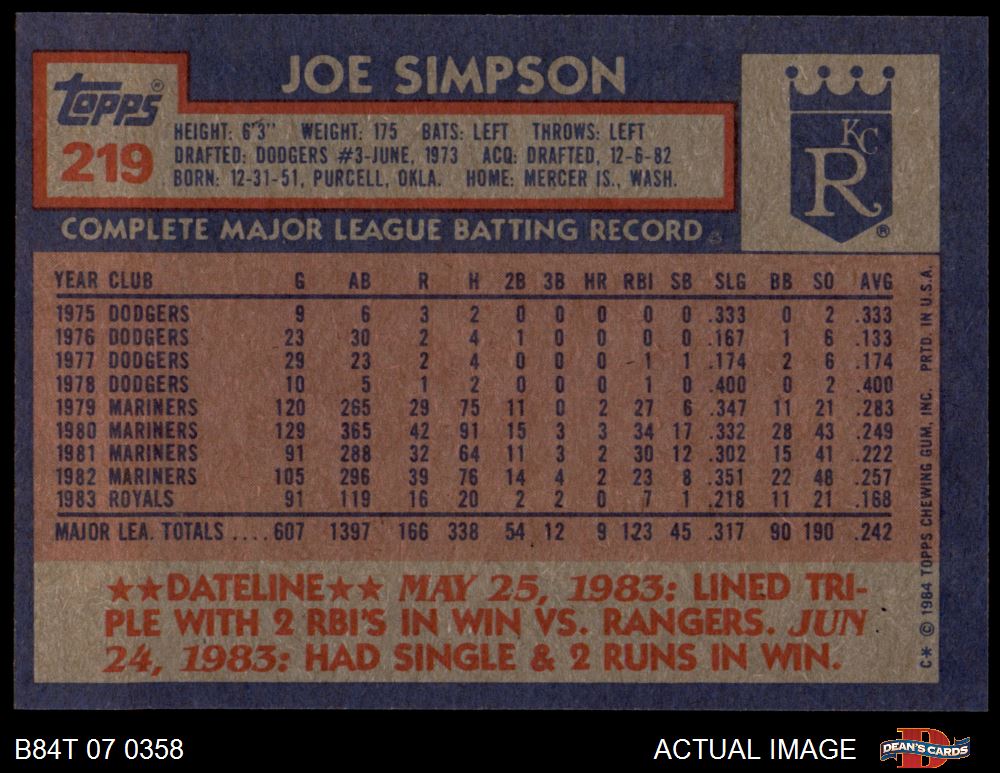 JOE SIMPSON
topps®
219
HEIGHT: 6'3" WEIGHT: 175 BATS: LEFT THROWS: LEFT
DRAFTED: DODGERS #3-JUNE, 1973 ACQ: DRAFTED, 12-6-82
BORN: 12-31-51, PURCELL, OKLA. HOME: MERCER IS., WASH.
KC
R
®
COMPLETE MAJOR LEAGUE BATTING RECORD
YEAR CLUB G AB R H 2B 3B HR RBI SB SLG BB SO AVG
1975 DODGERS 9 6 3 2 0 0 0 0 0 .333 0 2 .333
1976 DODGERS 23 30 2 4 1 0 0 0 0 .167 1 6 .133
1977 DODGERS 29 23 2 4 0 0 0 1 1 .174 2 6 .174
1978 DODGERS 10 5 1 2 0 0 0 1 0 .400 0 2 .400
1979 MARINERS 120 265 29 75 11 0 2 27 6 .347 11 21 .283
1980 MARINERS 129 365 42 91 15 3 3 34 17 .332 28 43 .249
1981 MARINERS 91 288 32 64 11 3 2 30 12 .302 15 41 .222
1982 MARINERS 105 296 39 76 14 4 2 23 8 .351 22 48 .257
1983 ROYALS 91 119 16 20 2 2 0 7 1 .218 11 21 .168
MAJOR LEA. TOTALS .... 607 1397 166 338 54 12 9 123 45 .317 90 190 .242
★★DATELINE★★ MAY 25, 1983: LINED TRI-
PLE WITH 2 RBI'S IN WIN VS. RANGERS. JUN
24, 1983: HAD SINGLE & 2 RUNS IN WIN.
C* © 1984 TOPPS CHEWING GUM, INC. PRTD. IN U.S.A.
B84T 07 0358
ACTUAL IMAGE
DEAN'S CARDS